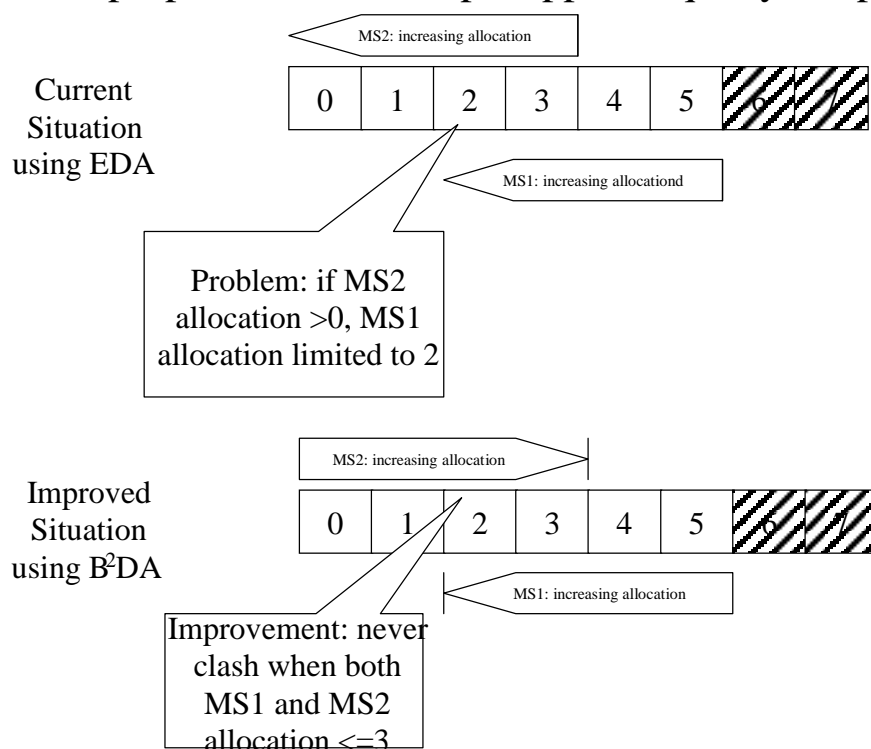 MS2: increasing allocation
Current
Situation
using EDA
0 1 2 3 4 5 6 7
MS1: increasing allocationd
Problem: if MS2
allocation >0, MS1
allocation limited to 2
MS2: increasing allocation
Improved
Situation
using B²DA
0 1 2 3 4 5 6 7
MS1: increasing allocation
Improvement: never
clash when both
MS1 and MS2
allocation <=3